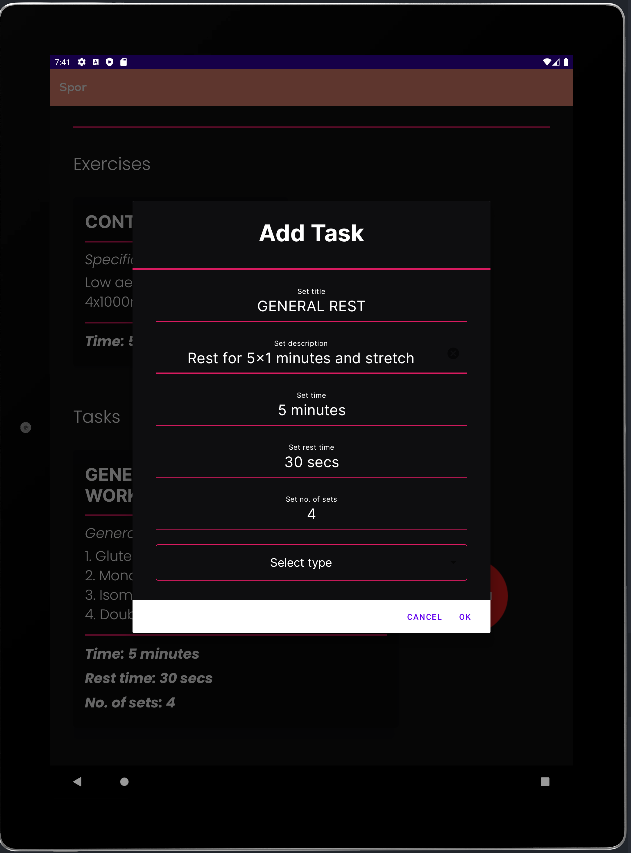 7:41
Spor
Exercises
CONT
Specific
Low ae
4x1000m
Time: 5
Tasks
GENE
WORK
Genera
1. Glute
2. Mono
3. Isom
4. Doub
Time: 5 minutes
Rest time: 30 secs
No. of sets: 4
Add Task
Set title
GENERAL REST
Set description
Rest for 5x1 minutes and stretch
Set time
5 minutes
Set rest time
30 secs
Set no. of sets
4
Select type
CANCEL OK